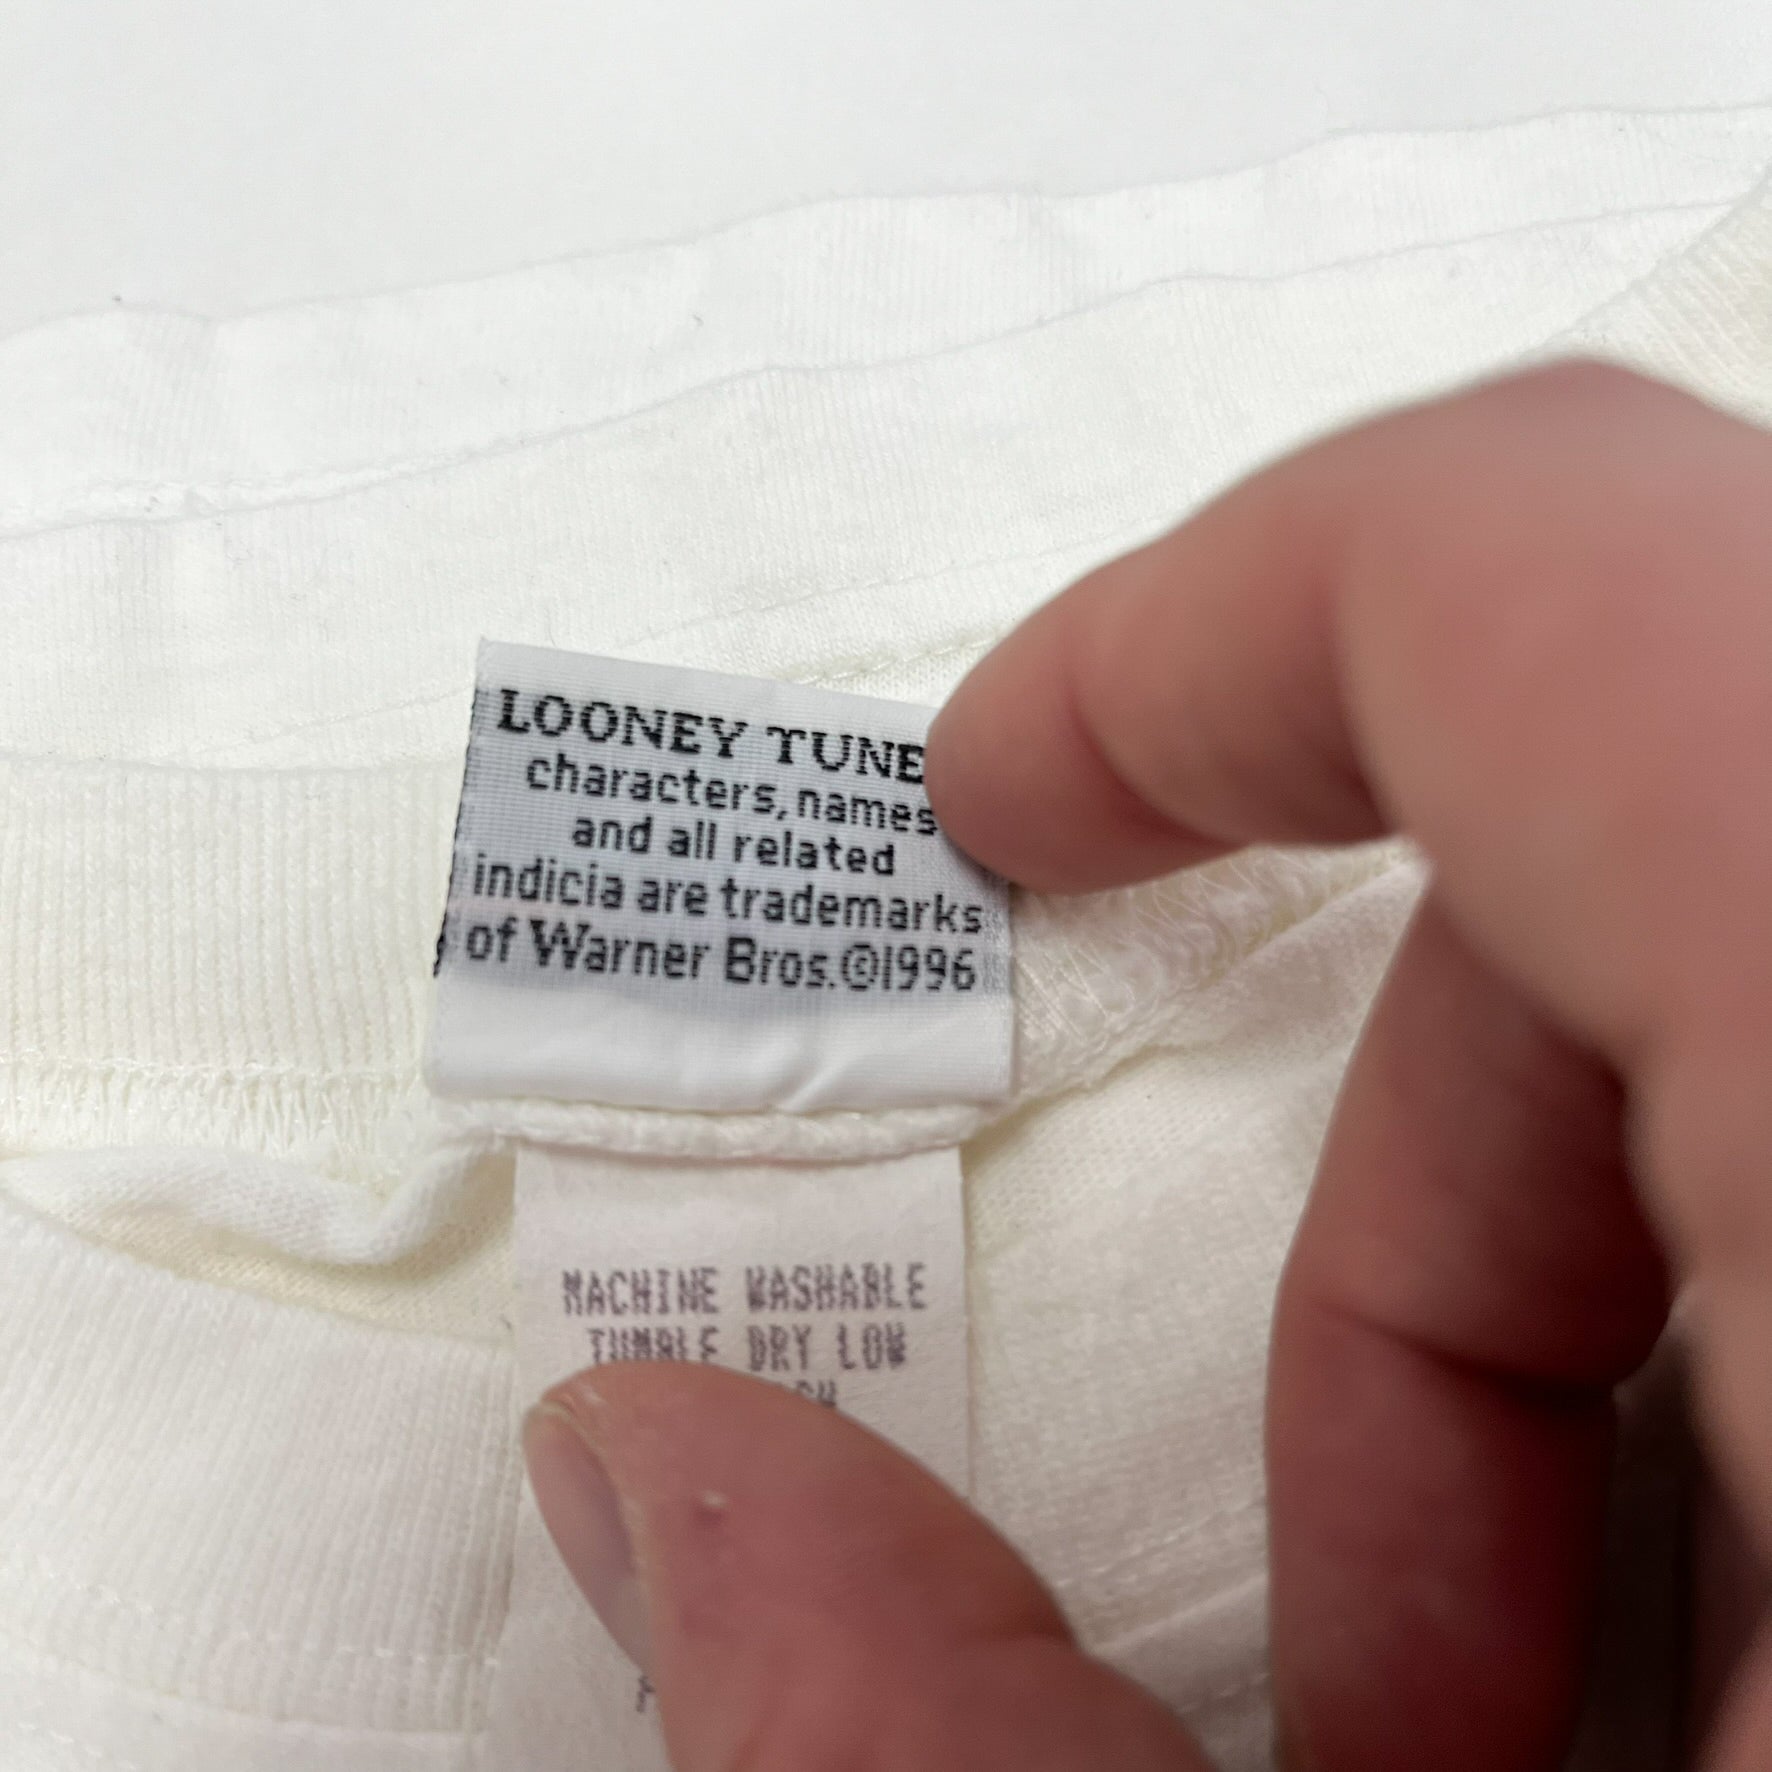 LOONEY TUNE
characters, names
and all related
indicia are trademarks
of Warner Bros.©1996
MACHINE WASHABLE
TUMBLE DRY LOW